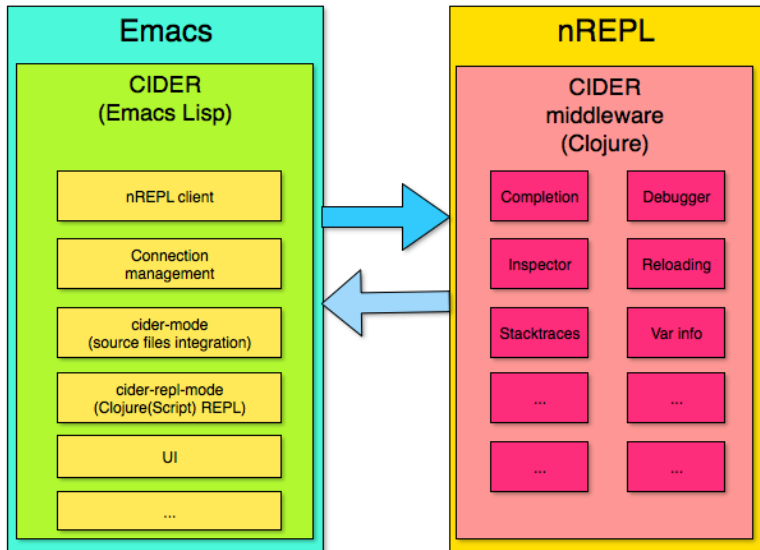 Emacs
CIDER
(Emacs Lisp)
nREPL client
Connection
management
cider-mode
(source files integration)
cider-repl-mode
(Clojure(Script) REPL)
UI
...
nREPL
CIDER
middleware
(Clojure)
Completion
Debugger
Inspector
Reloading
Stacktraces
Var info
...
...
...
...